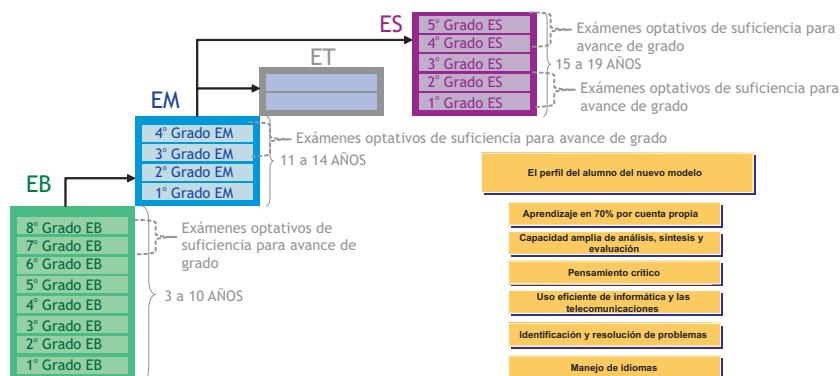 ES
5° Grado ES
4° Grado ES
3° Grado ES
2° Grado ES
1° Grado ES
Exámenes optativos de suficiencia para
avance de grado
15 a 19 AÑOS
Exámenes optativos de suficiencia para
avance de grado
ET
EM
4° Grado EM
3° Grado EM
2° Grado EM
1° Grado EM
Exámenes optativos de suficiencia para avance de grado
11 a 14 AÑOS
EB
8° Grado EB
7° Grado EB
6° Grado EB
5° Grado EB
4° Grado EB
3° Grado EB
2° Grado EB
1° Grado EB
Exámenes optativos de
suficiencia para avance de
grado
3 a 10 AÑOS
El perfil del alumno del nuevo modelo
Aprendizaje en 70% por cuenta propia
Capacidad amplia de análisis, síntesis y
evaluación
Pensamiento crítico
Uso eficiente de informática y las
telecomunicaciones
Identificación y resolución de problemas
Manejo de idiomas